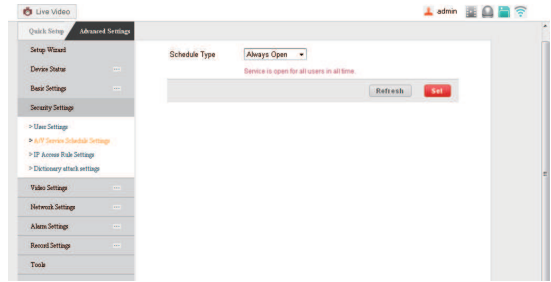 Live Video
admin
Quick Setup
Advanced Settings
Setup Wizard
Device Status
Basic Settings
Security Settings
> User Settings
> A/V Service Schedule Settings
> IP Access Rule Settings
> Dictionary attack settings
Video Settings
Network Settings
Alarm Settings
Record Settings
Tools
Schedule Type
Always Open
Service is open for all users in all time.
Refresh
Set